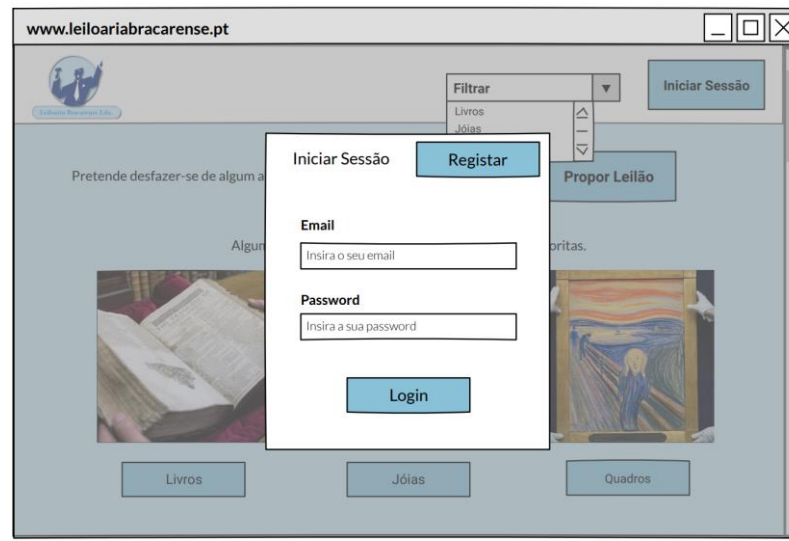 www.leiloariabracarense.pt
Filtrar
Iniciar Sessão
Livros
Jóias
Iniciar Sessão
Registar
Pretende desfazer-se de algum a
Propor Leilão
Email
Algun
oritas.
Insira o seu email
Password
Insira a sua password
Login
Livros
Jóias
Quadros